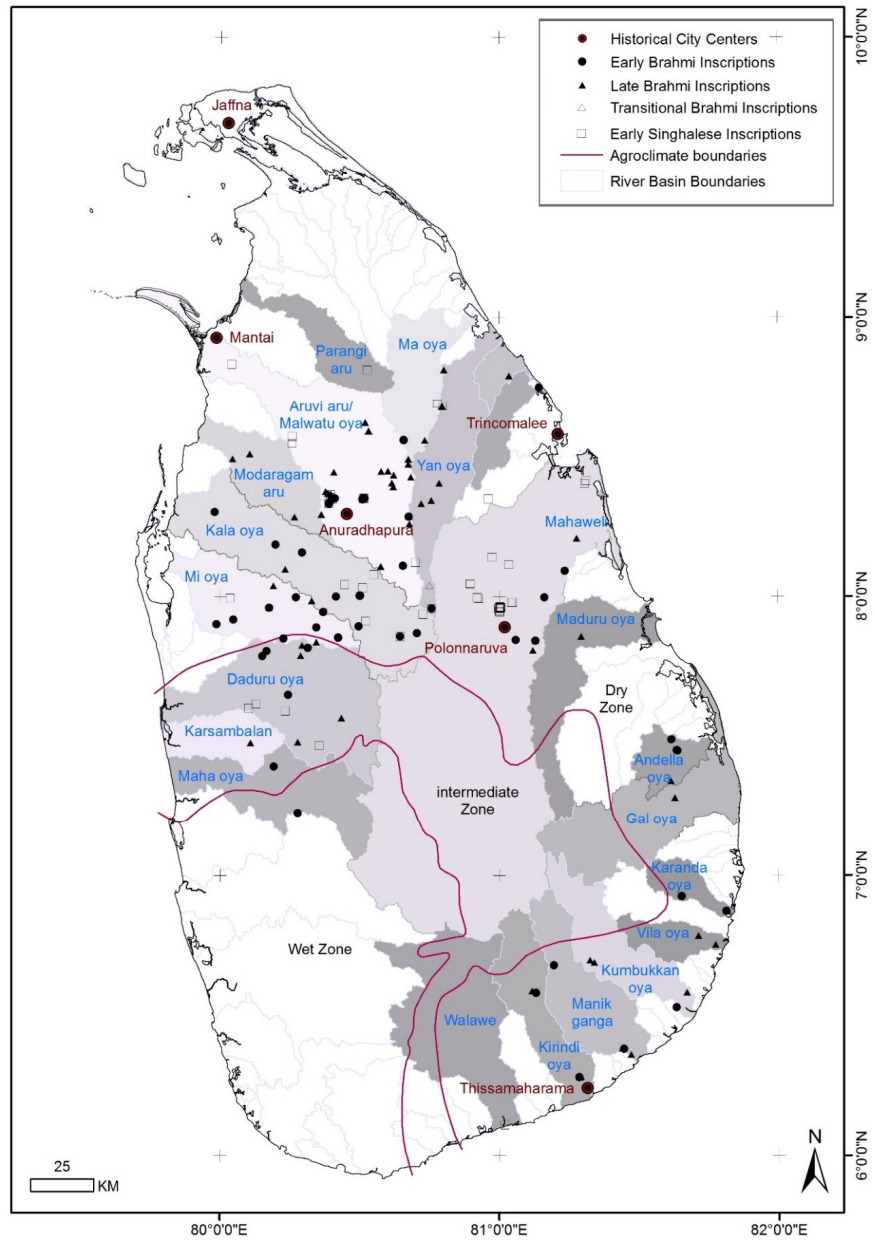 Historical City Centers
Early Brahmi Inscriptions
Late Brahmi Inscriptions
Transitional Brahmi Inscriptions
Early Singhalese Inscriptions
Agroclimate boundaries
River Basin Boundaries
10°0'0"N
Jaffna
9°0'0"N
Mantai
Parangi
aru
Ma oya
Aruvi aru/
Malwatu oya
Trincomalee
Yan oya
Modaragam
aru
Mahaweli
Kala oya
Anuradhapura
Mi oya
8°0'0"N
Maduru oya
Polonnaruva
Daduru oya
Dry
Zone
Karsambalan
Andella
oya
Maha oya
intermediate
Zone
Gal oya
Karanda
oya
7°0'0"N
Wet Zone
Vila oya
Kumbukkan
oya
Manik
ganga
Walawe
Kirindi
oya
Thissamaharama
N
6°0'0"N
25
KM
80°0'0"E
81°0'0"E
82°0'0"E